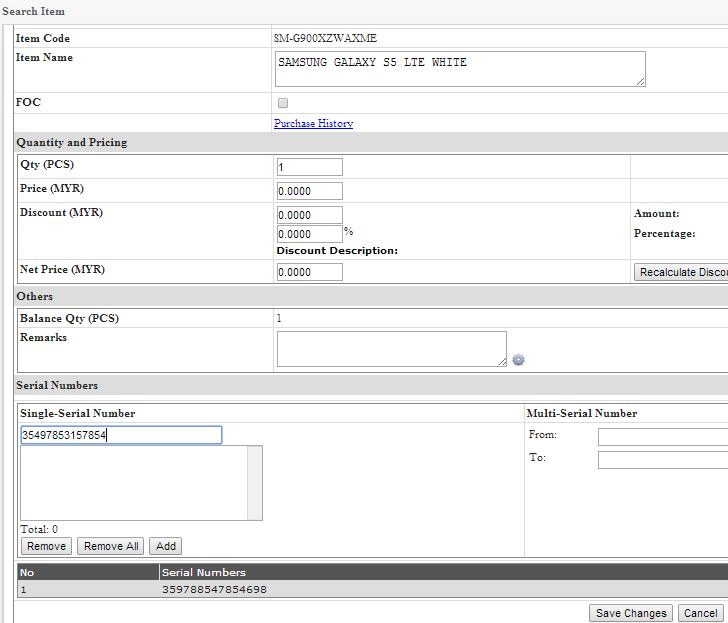 Search Item
Item Code SM-G900XZWAXME
Item Name SAMSUNG GALAXY S5 LTE WHITE
FOC
Purchase History
Quantity and Pricing
Qty (PCS) 1
Price (MYR) 0.0000
Discount (MYR) 0.0000 Amount:
0.0000 % Percentage:
Discount Description:
Net Price (MYR) 0.0000 Recalculate Discou
Others
Balance Qty (PCS) 1
Remarks
Serial Numbers
Single-Serial Number Multi-Serial Number
35497853157854 From:
To:
Total: 0
Remove Remove All Add
No Serial Numbers
1 359788547854698
Save Changes Cancel